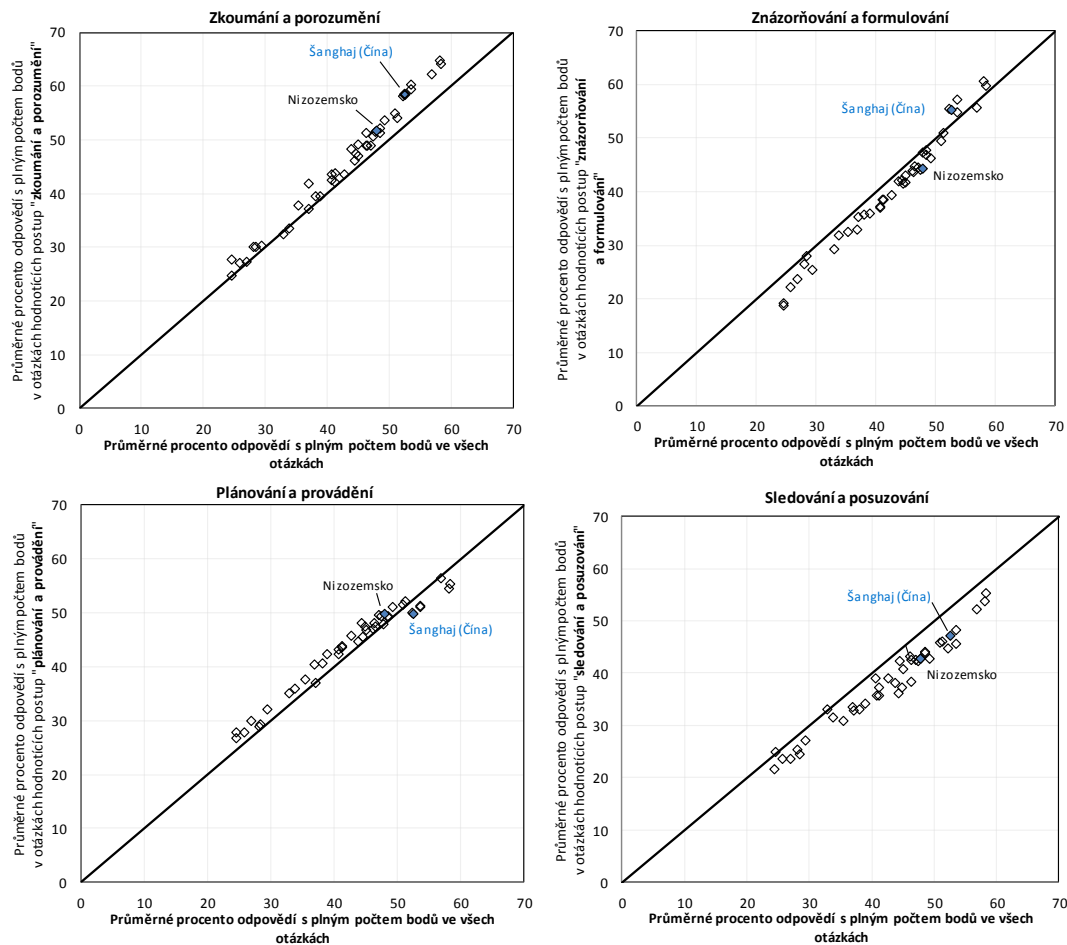 Zkoumání a porozumění
Průměrné procento odpovědí s plným počtem bodů
v otázkách hodnotících postup "zkoumání a porozumění"
70
60
50
40
30
20
10
0
Šanghaj (Čína)
Nizozemsko
0 10 20 30 40 50 60 70
Průměrné procento odpovědí s plným počtem bodů ve všech
otázkách
Znázorňování a formulování
Průměrné procento odpovědí s plným počtem bodů
v otázkách hodnotících postup "znázorňování
a formulování"
70
60
50
40
30
20
10
0
Šanghaj (Čína)
Nizozemsko
0 10 20 30 40 50 60 70
Průměrné procento odpovědí s plným počtem bodů ve všech
otázkách
Plánování a provádění
Průměrné procento odpovědí s plným počtem bodů
v otázkách hodnotících postup "plánování a provádění"
70
60
50
40
30
20
10
0
Nizozemsko
Šanghaj (Čína)
0 10 20 30 40 50 60 70
Průměrné procento odpovědí s plným počtem bodů ve všech
otázkách
Sledování a posuzování
Průměrné procento odpovědí s plným počtem bodů
v otázkách hodnotících postup "sledování a posuzování"
70
60
50
40
30
20
10
0
Šanghaj (Čína)
Nizozemsko
0 10 20 30 40 50 60 70
Průměrné procento odpovědí s plným počtem bodů ve všech
otázkách